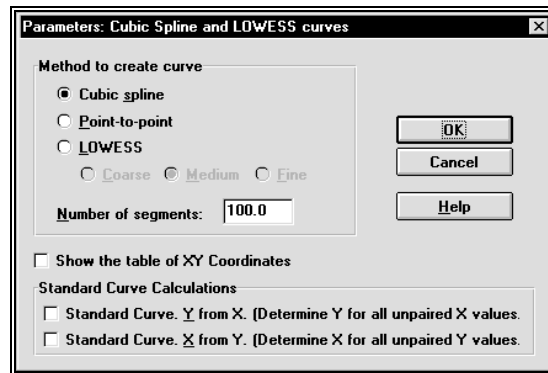 Parameters: Cubic Spline and LOWESS curves
Method to create curve
Cubic spline
Point-to-point
LOWESS
Coarse Medium Fine
Number of segments: 100.0
OK
Cancel
Help
Show the table of XY Coordinates
Standard Curve Calculations
Standard Curve. Y from X. (Determine Y for all unpaired X values.
Standard Curve. X from Y. (Determine X for all unpaired Y values.